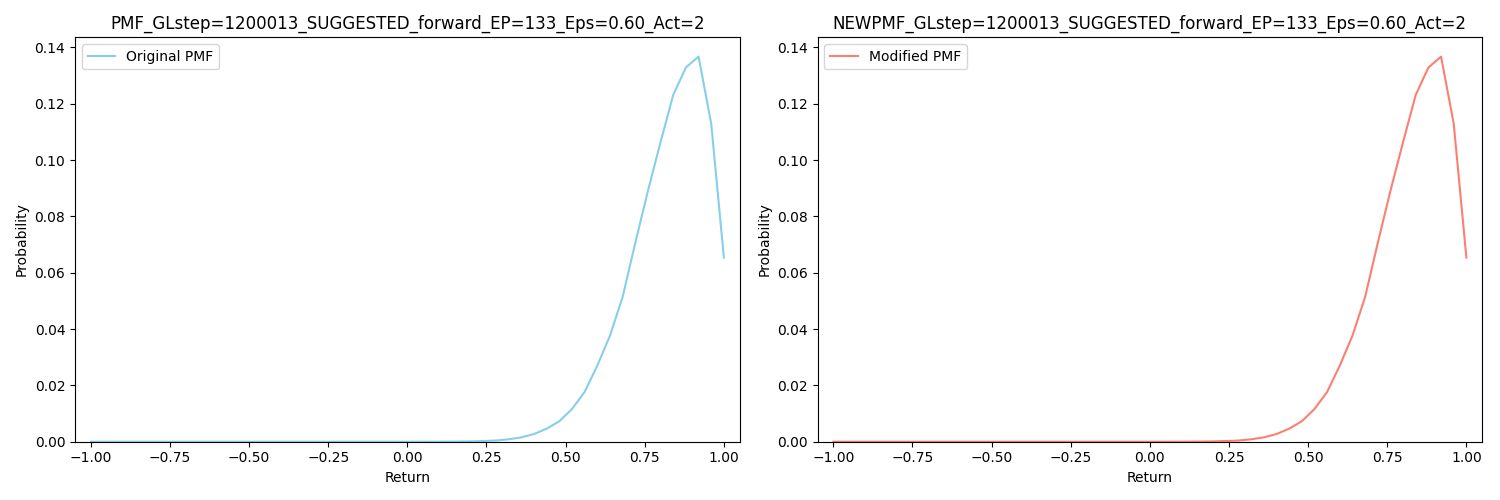 PMF_GLstep=1200013_SUGGESTED_forward_EP=133_Eps=0.60_Act=2
Original PMF
0.14
0.12
0.10
0.08
0.06
0.04
0.02
0.00
Probability
−1.00 −0.75 −0.50 −0.25 0.00 0.25 0.50 0.75 1.00
Return
NEWPMF_GLstep=1200013_SUGGESTED_forward_EP=133_Eps=0.60_Act=2
Modified PMF
0.14
0.12
0.10
0.08
0.06
0.04
0.02
0.00
Probability
−1.00 −0.75 −0.50 −0.25 0.00 0.25 0.50 0.75 1.00
Return